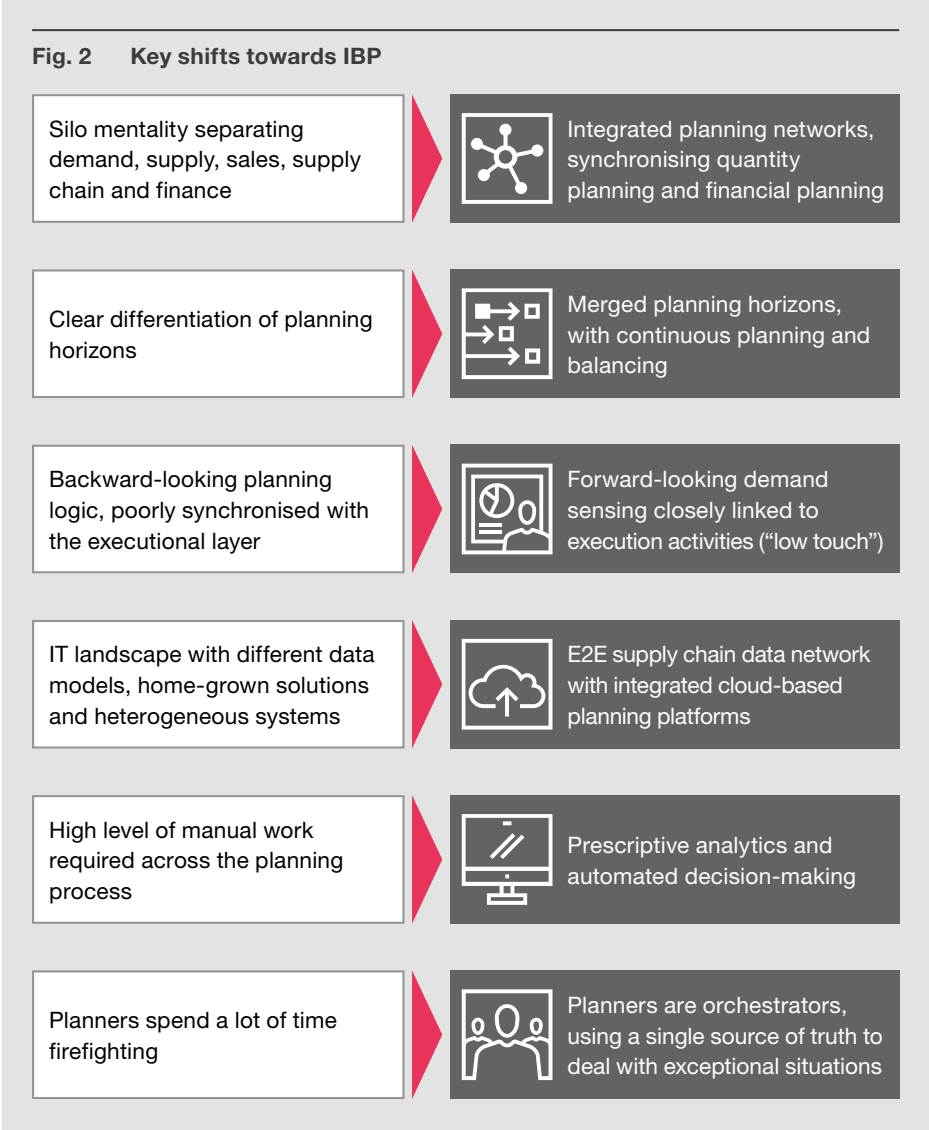 Fig. 2 Key shifts towards IBP
Silo mentality separating
demand, supply, sales, supply
chain and finance
Integrated planning networks,
synchronising quantity
planning and financial planning
Clear differentiation of planning
horizons
Merged planning horizons,
with continuous planning and
balancing
Backward-looking planning
logic, poorly synchronised with
the executional layer
Forward-looking demand
sensing closely linked to
execution activities (“low touch”)
IT landscape with different data
models, home-grown solutions
and heterogeneous systems
E2E supply chain data network
with integrated cloud-based
planning platforms
High level of manual work
required across the planning
process
Prescriptive analytics and
automated decision-making
Planners spend a lot of time
firefighting
Planners are orchestrators,
using a single source of truth to
deal with exceptional situations